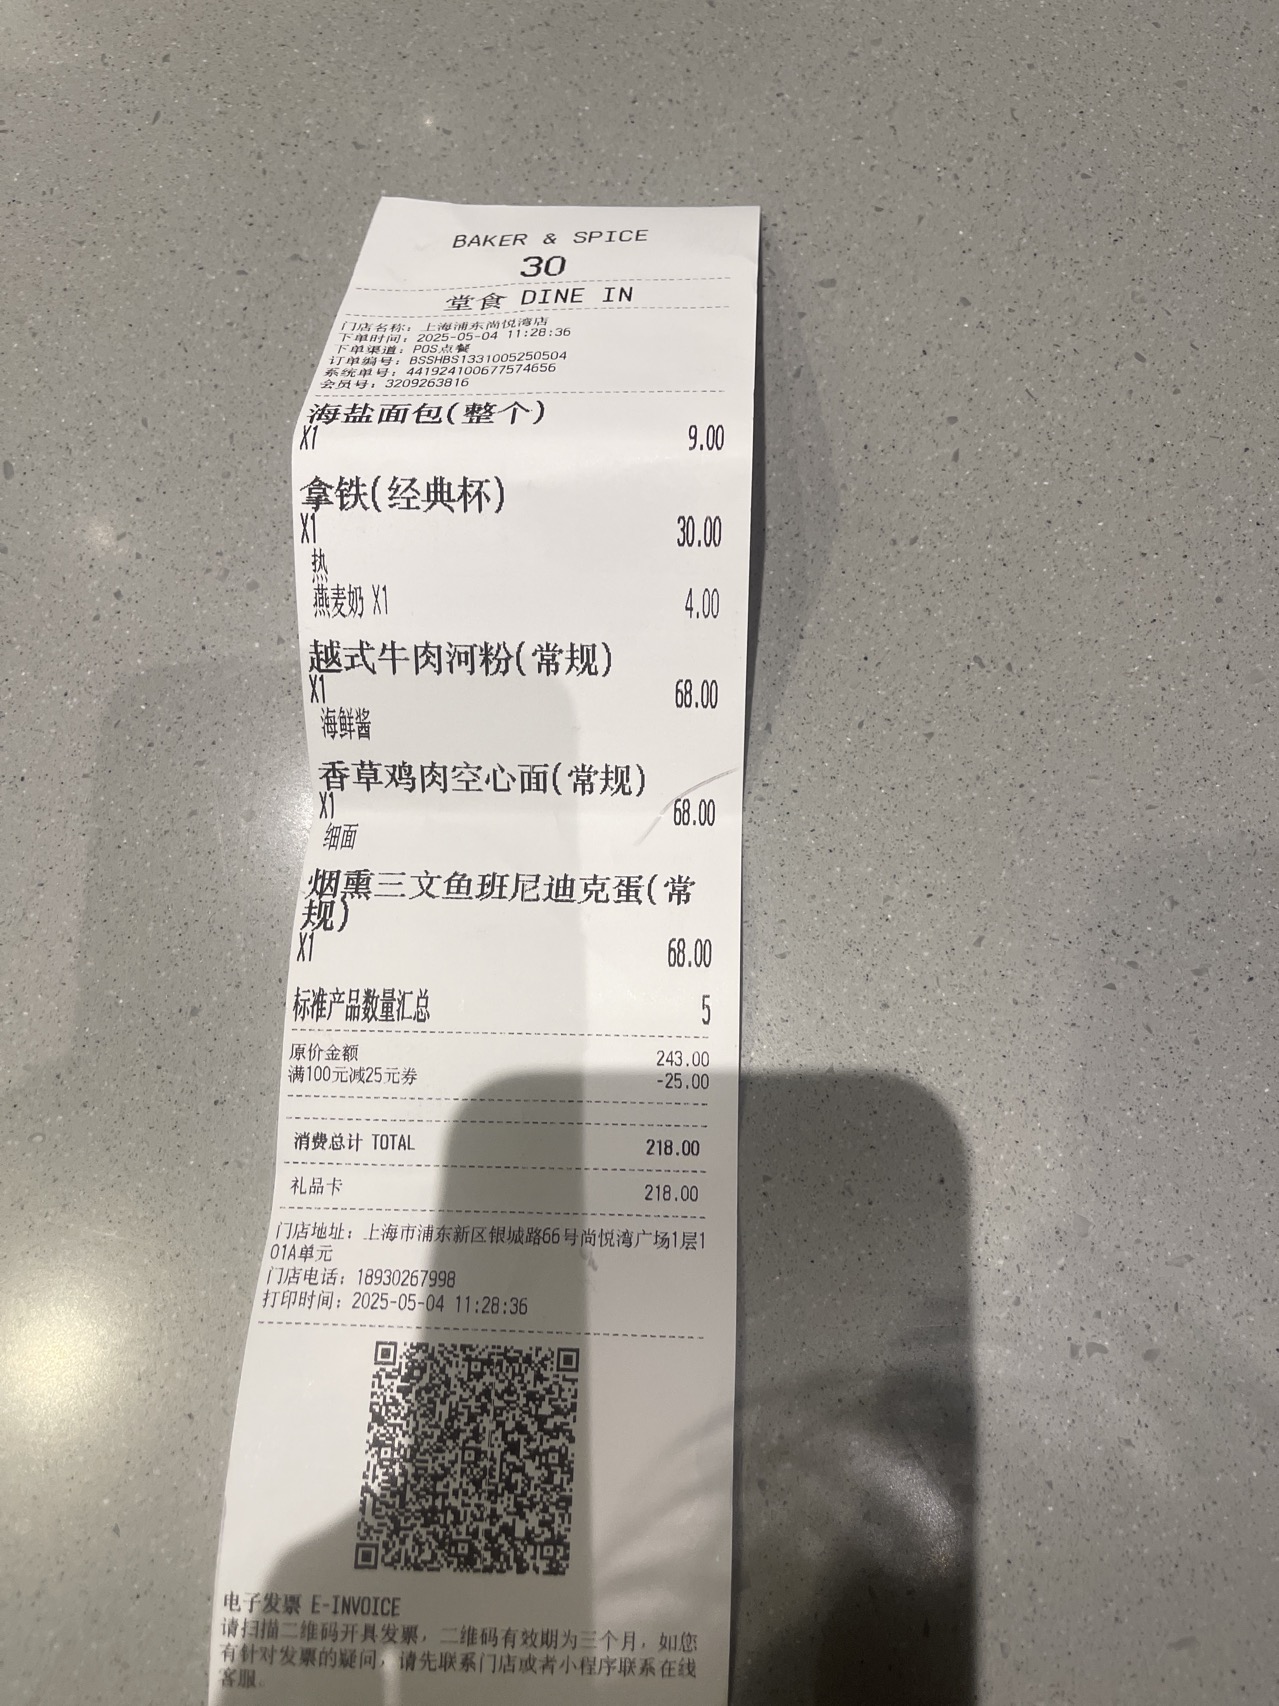 BAKER & SPICE
30
堂食 DINE IN
门店名称：上海浦东尚悦湾店
下单时间：2025-05-04 11:28:36
下单渠道：POS点餐
订单编号：BSSHBS1331005250504
系统单号：441924100677574656
会员号：3209263816
海盐面包(整个)
X1 9.00
拿铁(经典杯)
X1 30.00
热
燕麦奶 X1 4.00
越式牛肉河粉(常规)
X1 68.00
海鲜酱
香草鸡肉空心面(常规)
X1 68.00
细面
烟熏三文鱼班尼迪克蛋(常
规)
X1 68.00
标准产品数量汇总 5
原价金额 243.00
满100元减25元券 -25.00
消费总计 TOTAL 218.00
礼品卡 218.00
门店地址：上海市浦东新区银城路66号尚悦湾广场1层1
01A单元
门店电话：18930267998
打印时间：2025-05-04 11:28:36
电子发票 E-INVOICE
请扫描二维码开具发票，二维码有效期为三个月，如您
有针对发票的疑问，请先联系门店或者小程序联系在线
客服.